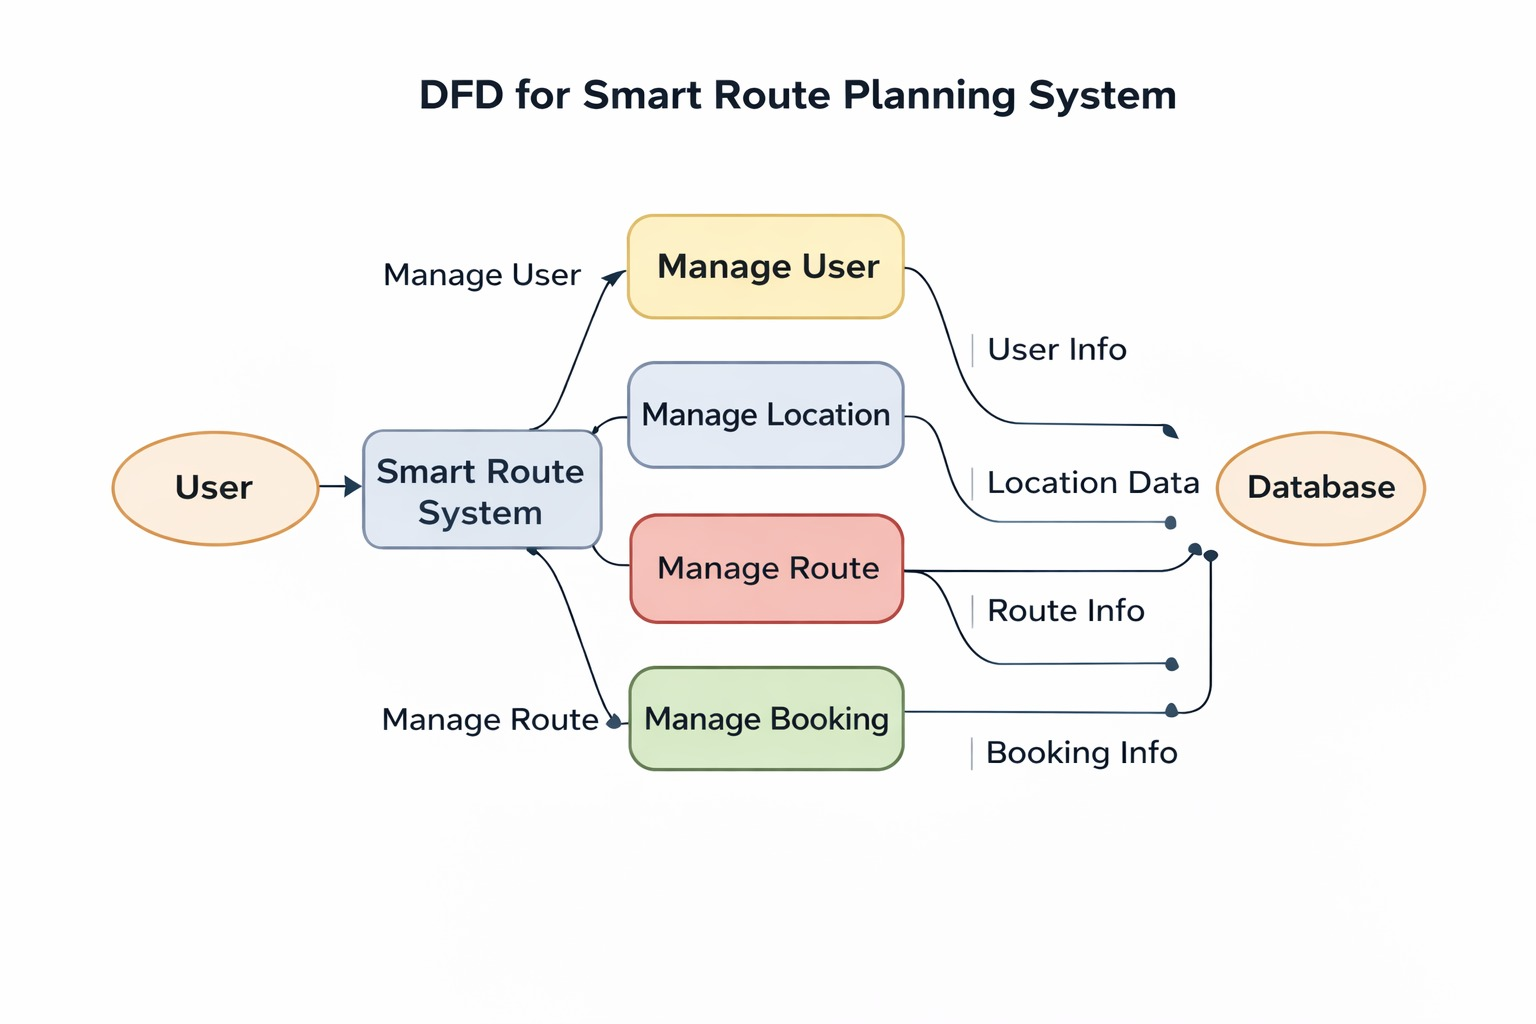 DFD for Smart Route Planning System
Manage User
Manage User
User Info
Manage Location
User
Smart Route
System
Location Data
Database
Manage Route
Route Info
Manage Route
Manage Booking
Booking Info